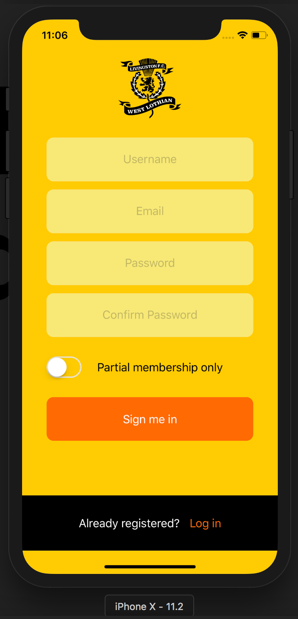 11:06
LIVINGSTON F.C.
WEST LOTHIAN
Username
Email
Password
Confirm Password
Partial membership only
Sign me in
Already registered? Log in
iPhone X - 11.2